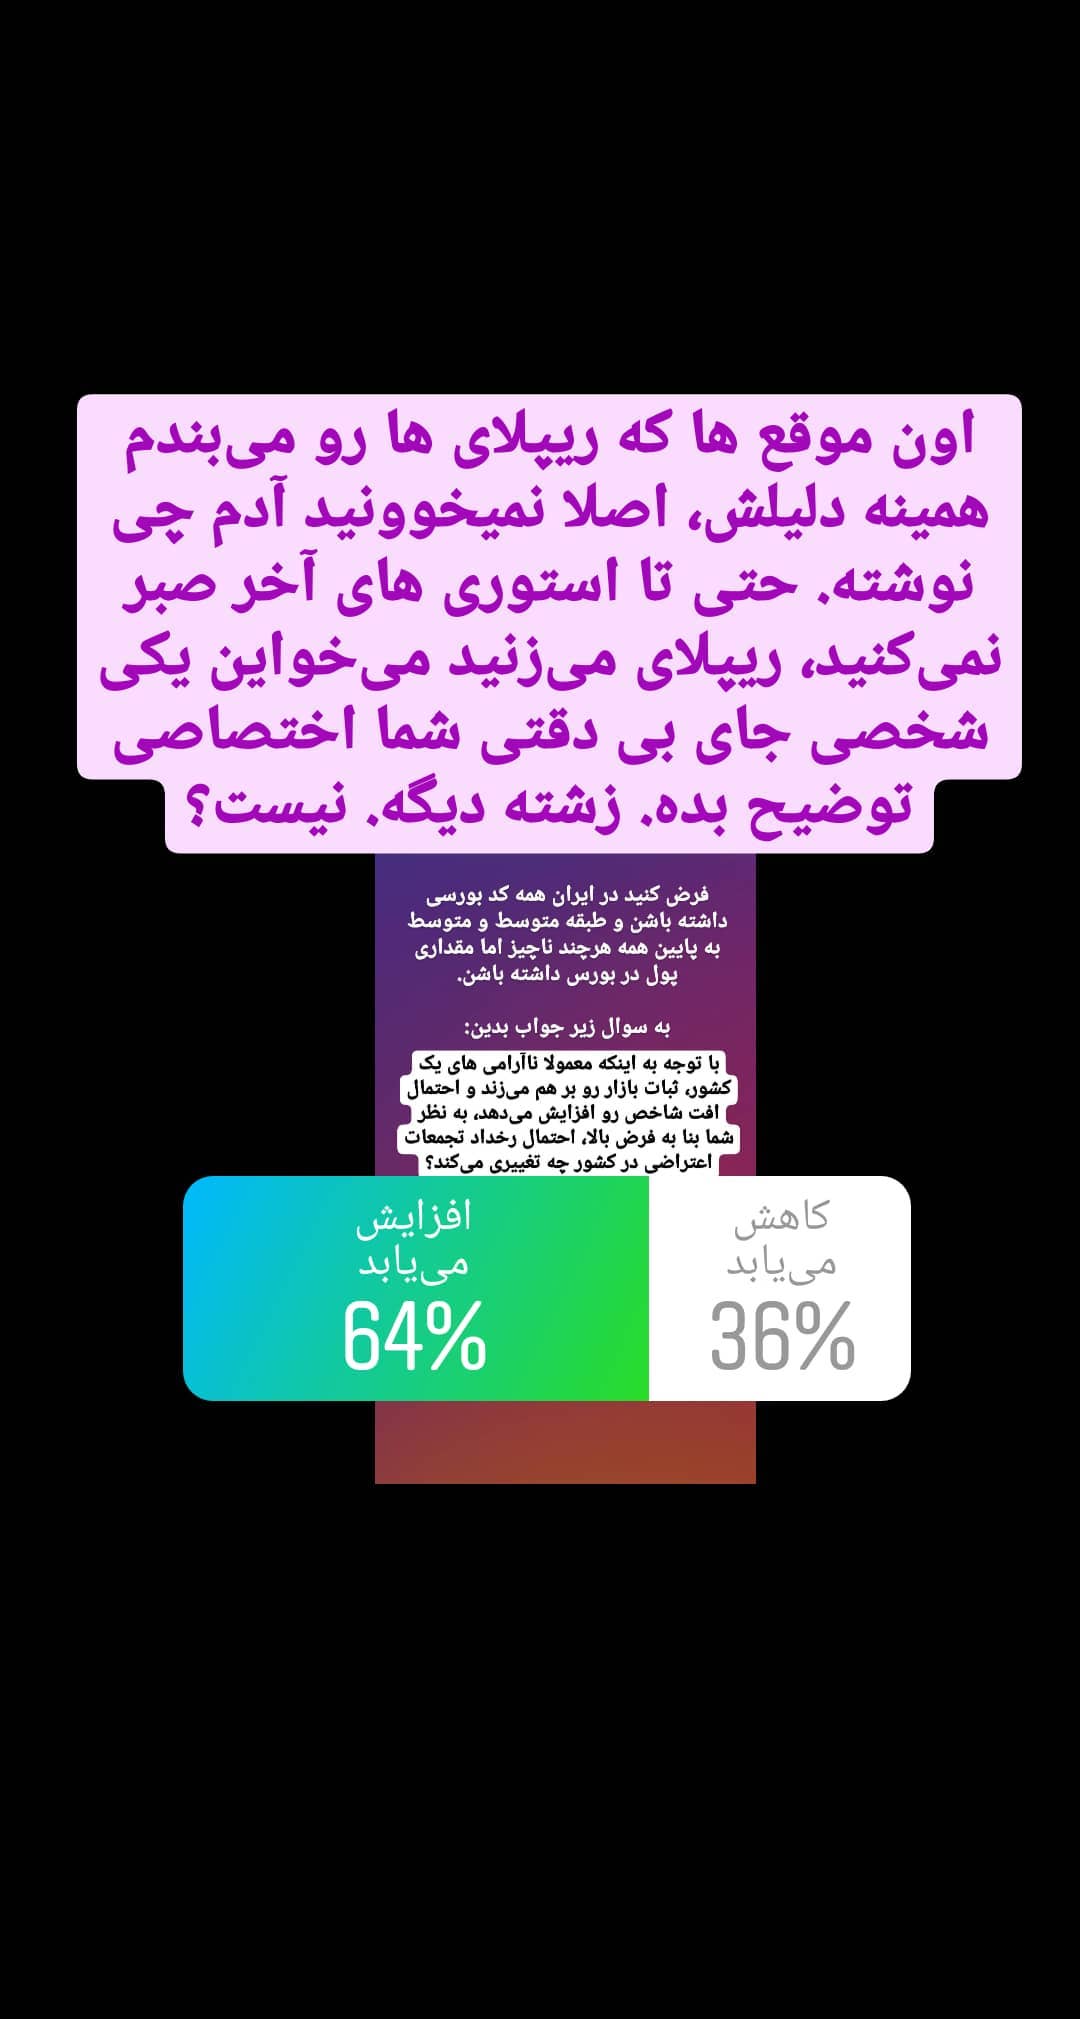 اون موقع ها که ریپلای ها رو می‌بندم
همینه دلیلش، اصلا نمیخوونید آدم چی
نوشته. حتی تا استوری های آخر صبر
نمی‌کنید، ریپلای می‌زنید می‌خواین یکی
شخصی جای بی دقتی شما اختصاصی
توضیح بده. زشته دیگه. نیست؟
فرض کنید در ایران همه کد بورسی
داشته باشن و طبقه متوسط و متوسط
به پایین همه هرچند ناچیز اما مقداری
پول در بورس داشته باشن.
به سوال زیر جواب بدین:
با توجه به اینکه معمولا ناآرامی های یک
کشور، ثبات بازار رو بر هم می‌زند و احتمال
افت شاخص رو افزایش می‌دهد، به نظر
شما بنا به فرض بالا، احتمال رخداد تجمعات
اعتراضی در کشور چه تغییری می‌کند؟
کاهش
می‌یابد
36%
افزایش
می‌یابد
64%